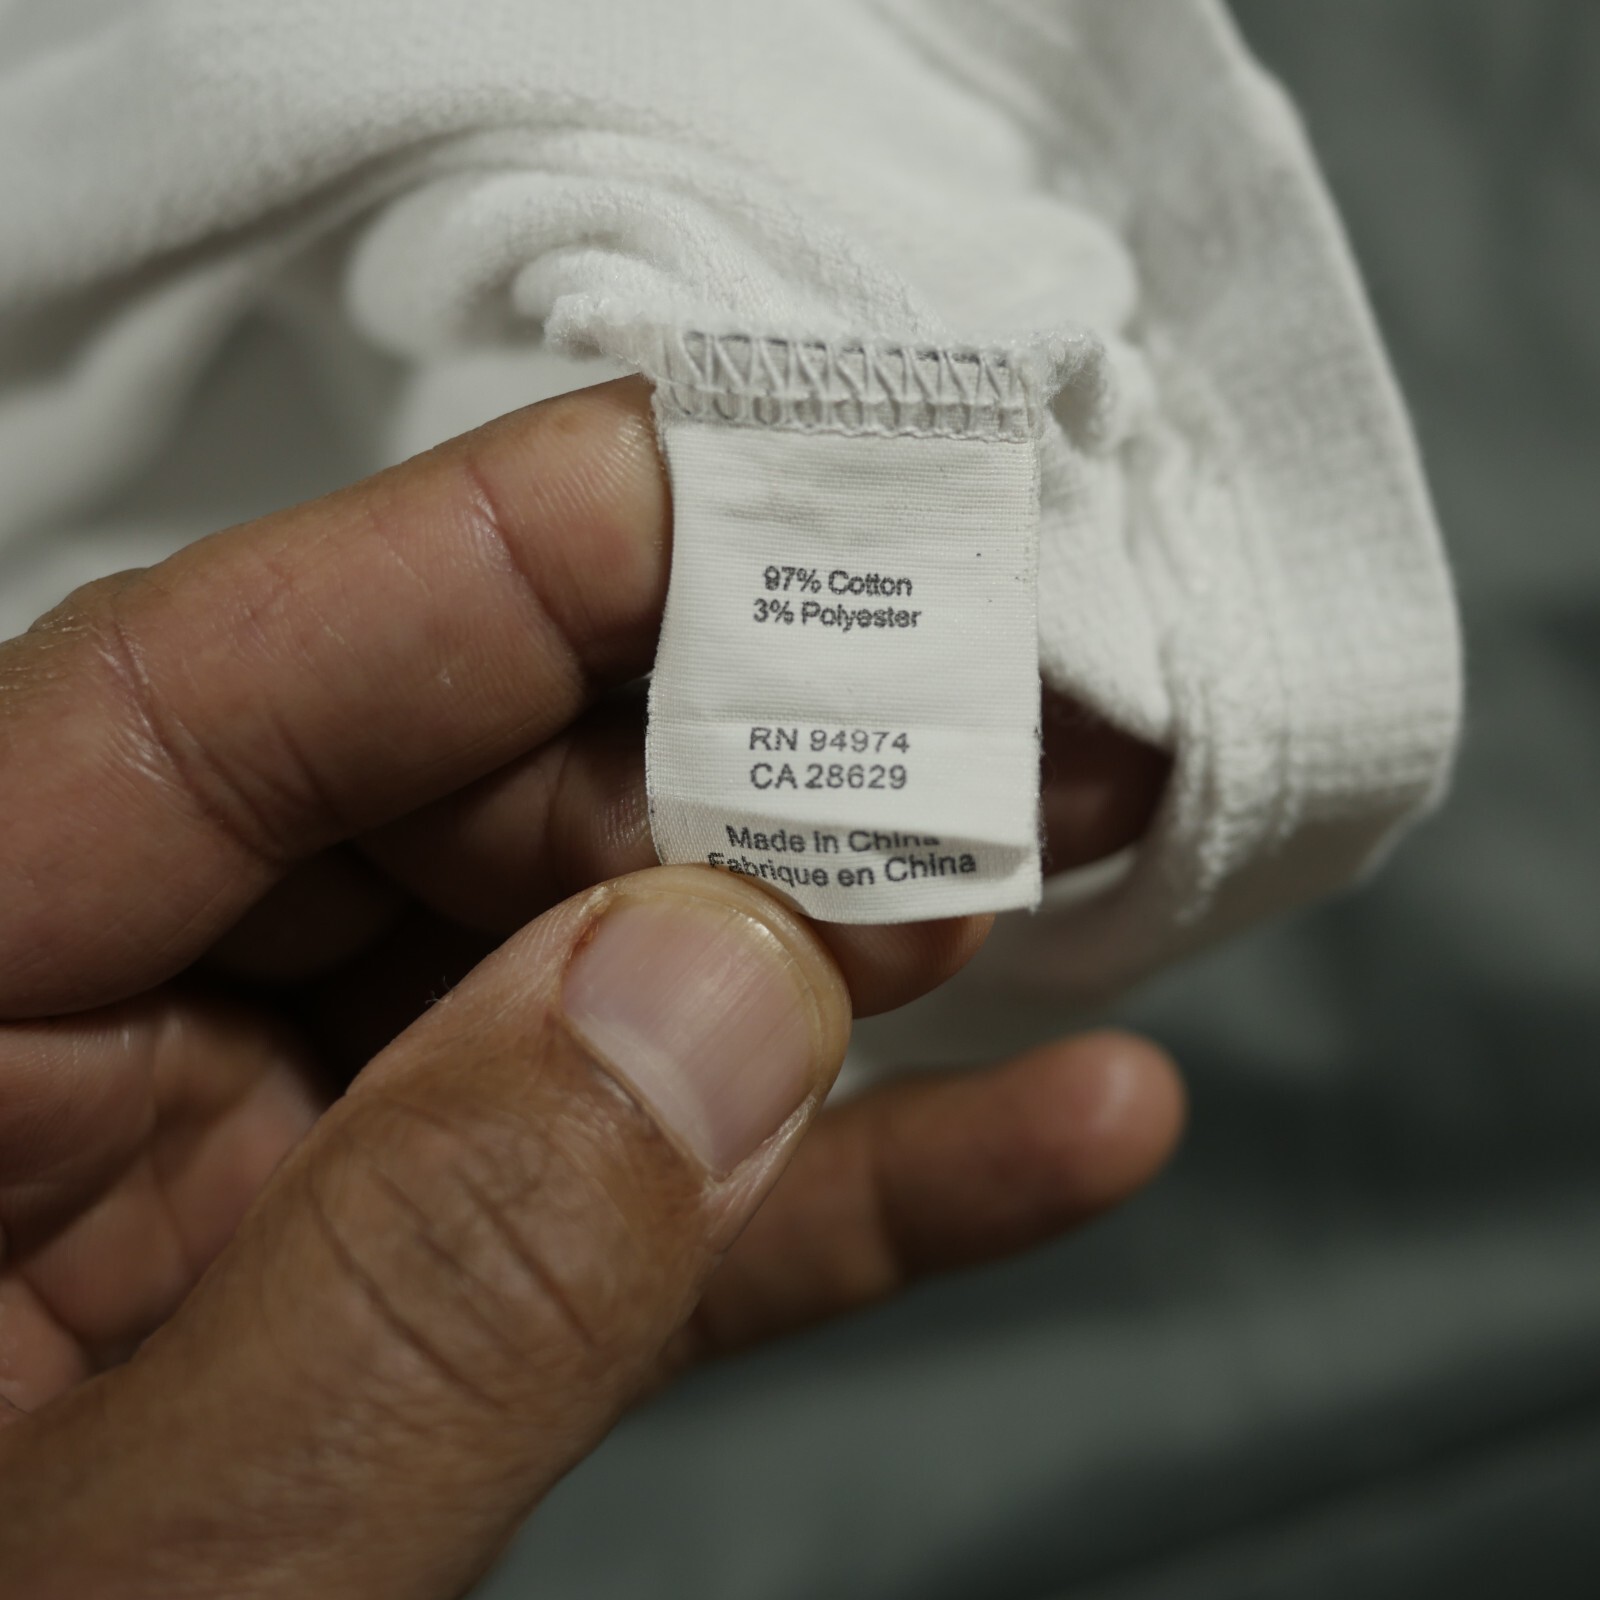 97% Cotton
3% Polyester
RN 94974
CA 28629
Made in China
Fabrique en China